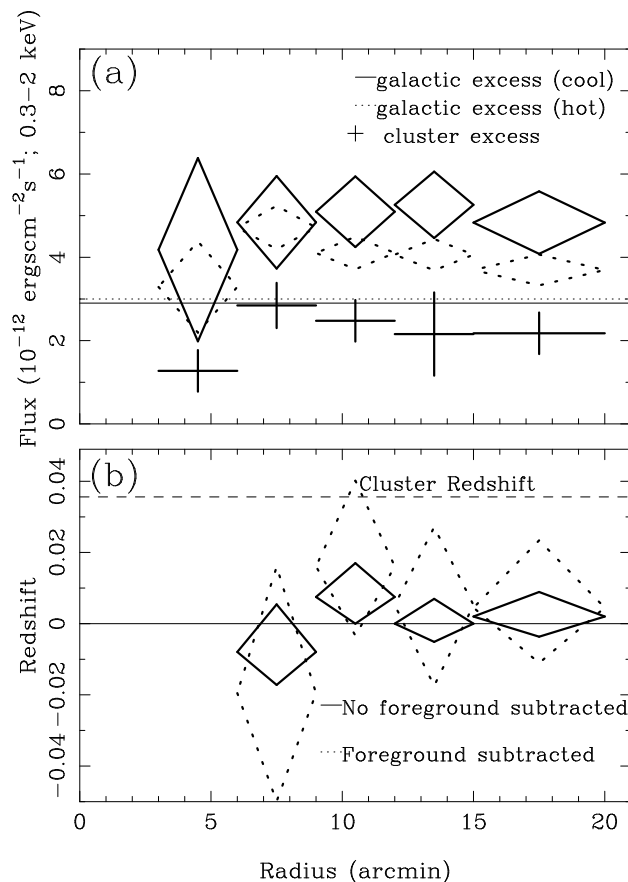 (a)
galactic excess (cool)
galactic excess (hot)
cluster excess
Flux (10⁻¹² ergscm⁻²s⁻¹; 0.3−2 keV)
8
6
4
2
0
(b)
Cluster Redshift
No foreground subtracted
Foreground subtracted
Redshift
0.04
0.02
0
−0.02
−0.04
0 5 10 15 20
Radius (arcmin)